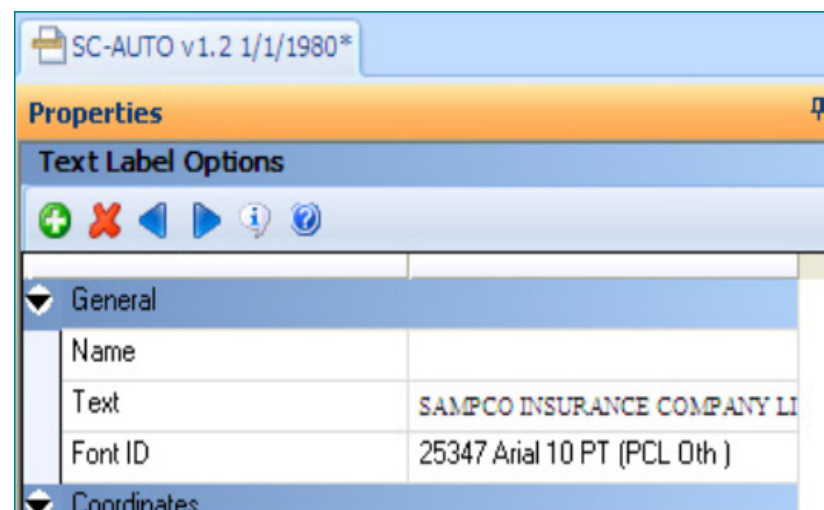 SC-AUTO v1.2 1/1/1980*
Properties
Text Label Options
General
Name
Text SAMPCO INSURANCE COMPANY LI
Font ID 25347 Arial 10 PT (PCL Oth )
Coordinates